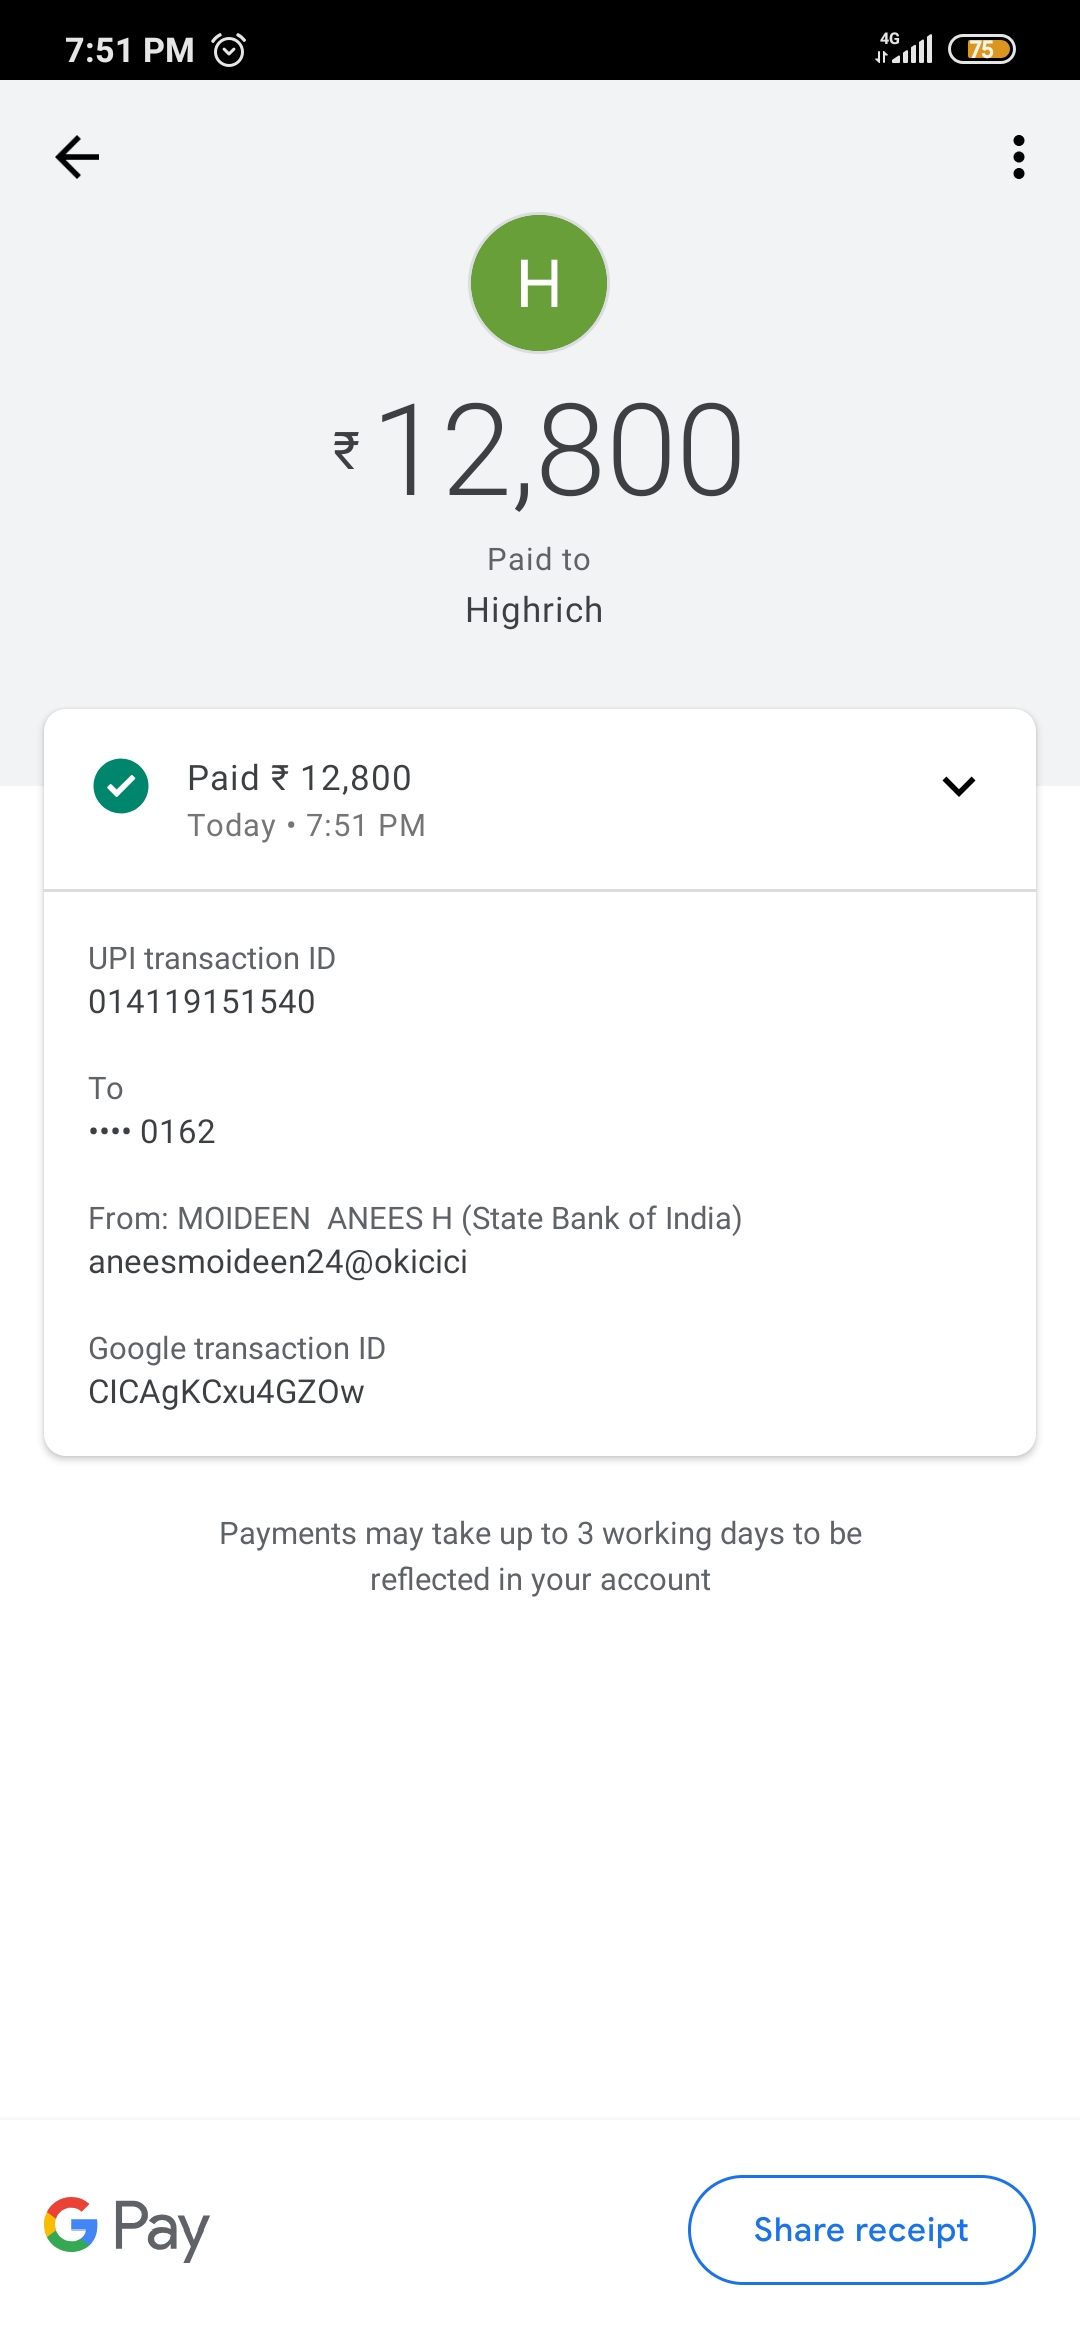 7:51 PM
4G
75
H
₹12,800
Paid to
Highrich
Paid ₹ 12,800
Today • 7:51 PM
UPI transaction ID
014119151540
To
•••• 0162
From: MOIDEEN  ANEES H (State Bank of India)
aneesmoideen24@okicici
Google transaction ID
CICAgKCxu4GZOw
Payments may take up to 3 working days to be
reflected in your account
G Pay
Share receipt